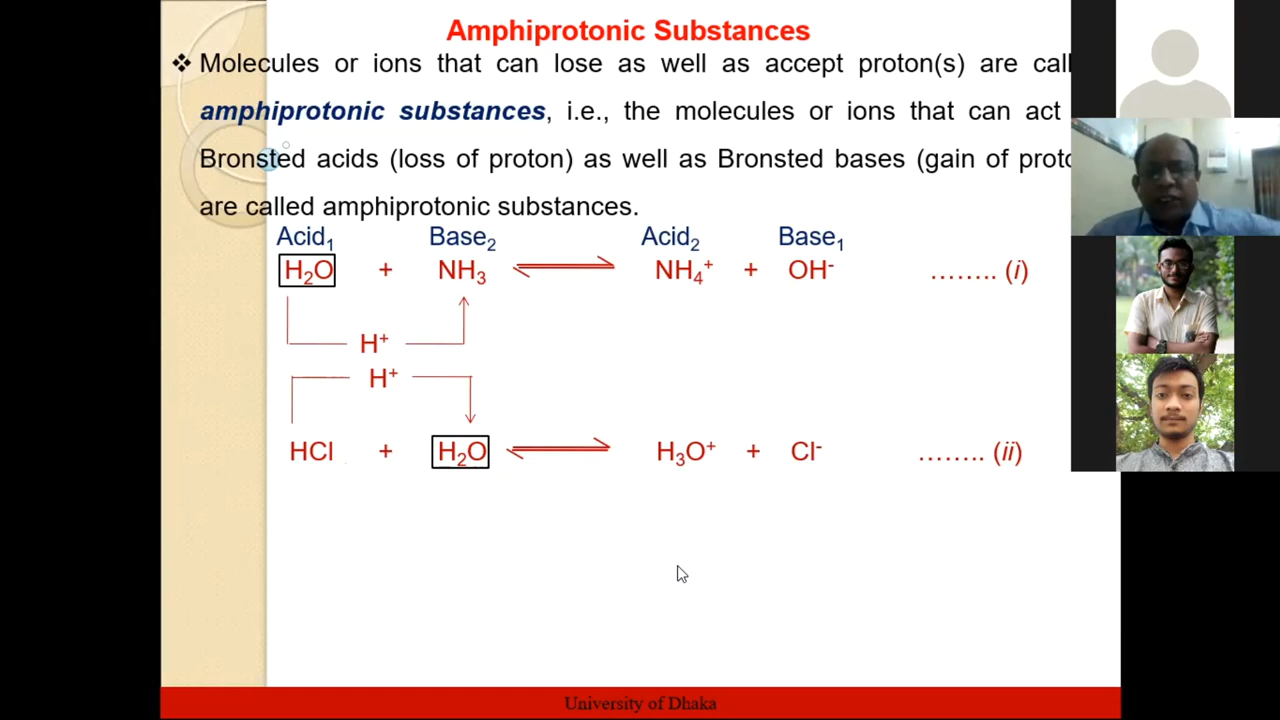 Amphiprotonic Substances
❖ Molecules or ions that can lose as well as accept proton(s) are
amphiprotonic substances, i.e., the molecules or ions that can act
Bronsted acids (loss of proton) as well as Bronsted bases (gain of
are called amphiprotonic substances.
Acid₁ Base₂ Acid₂ Base₁
H₂O + NH₃ ⇌ NH₄⁺ + OH⁻ …….. (i)
H⁺
H⁺
HCl + H₂O ⇌ H₃O⁺ + Cl⁻ …….. (ii)
University of Dhaka